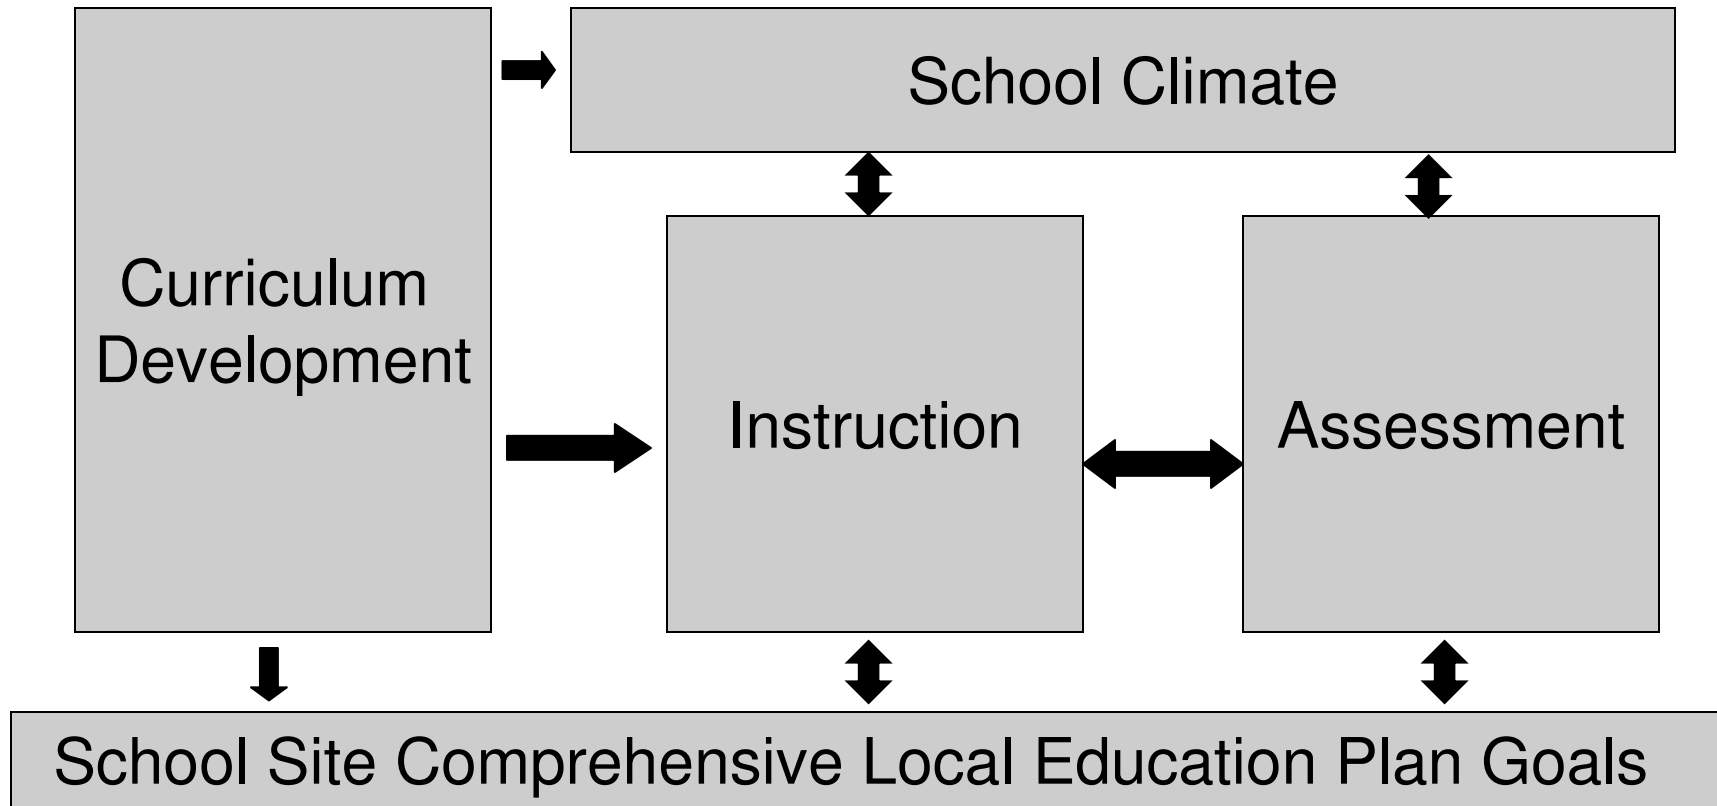 School Climate
Curriculum
Development
Instruction
Assessment
School Site Comprehensive Local Education Plan Goals